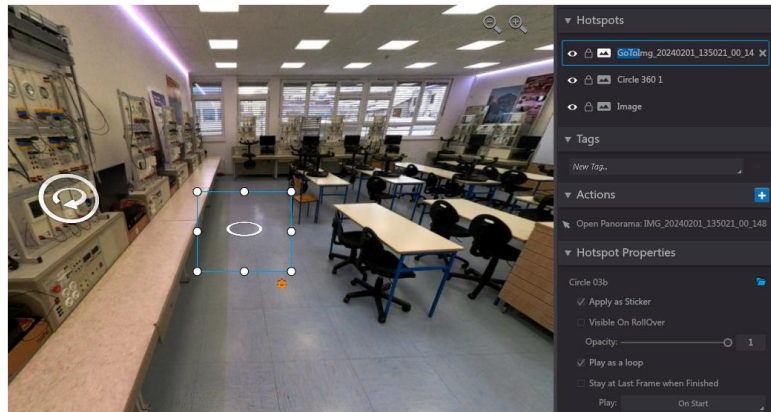 Hotspots
GoToImg_20240201_135021_00_14
Circle 360 1
Image
Tags
New Tag..
Actions
Open Panorama: IMG_20240201_135021_00_148
Hotspot Properties
Circle 03b
Apply as Sticker
Visible On RollOver
Opacity: 1
Play as a loop
Stay at Last Frame when Finished
Play: On Start